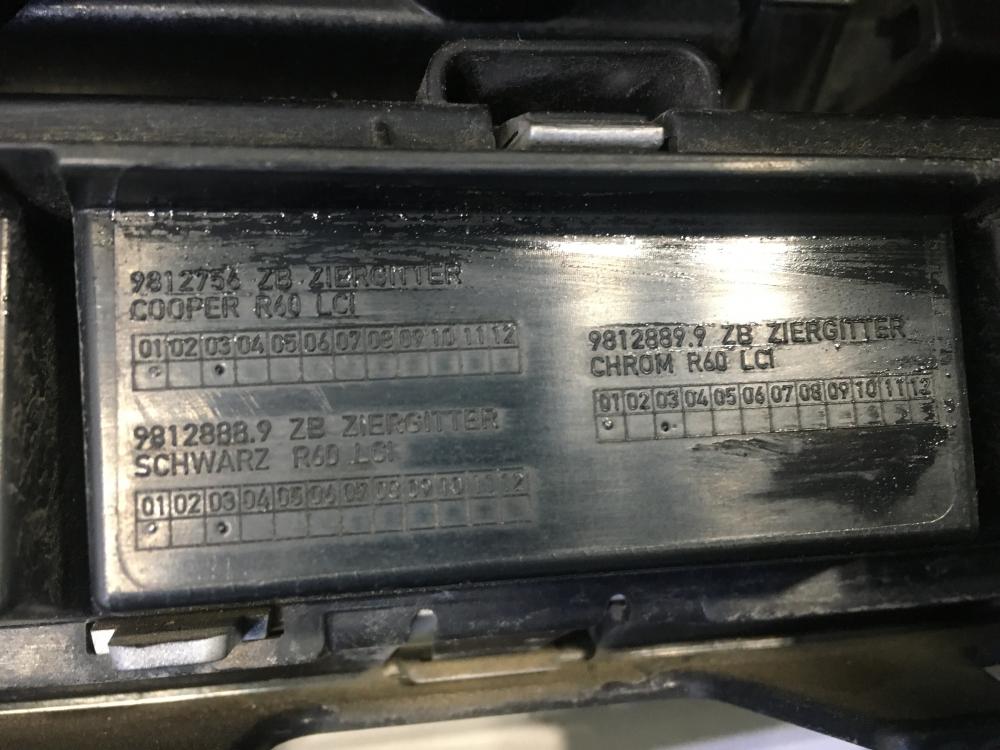 9812756 ZB ZIERGITTER
COOPER R60 LCI
01 02 03 04 05 06 07 08 09 10 11 12
9812888.9 ZB ZIERGITTER
SCHWARZ R60 LCI
01 02 03 04 05 06 07 08 09 10 11 12
9812889.9 ZB ZIERGITTER
CHROM R60 LCI
01 02 03 04 05 06 07 08 09 10 11 12